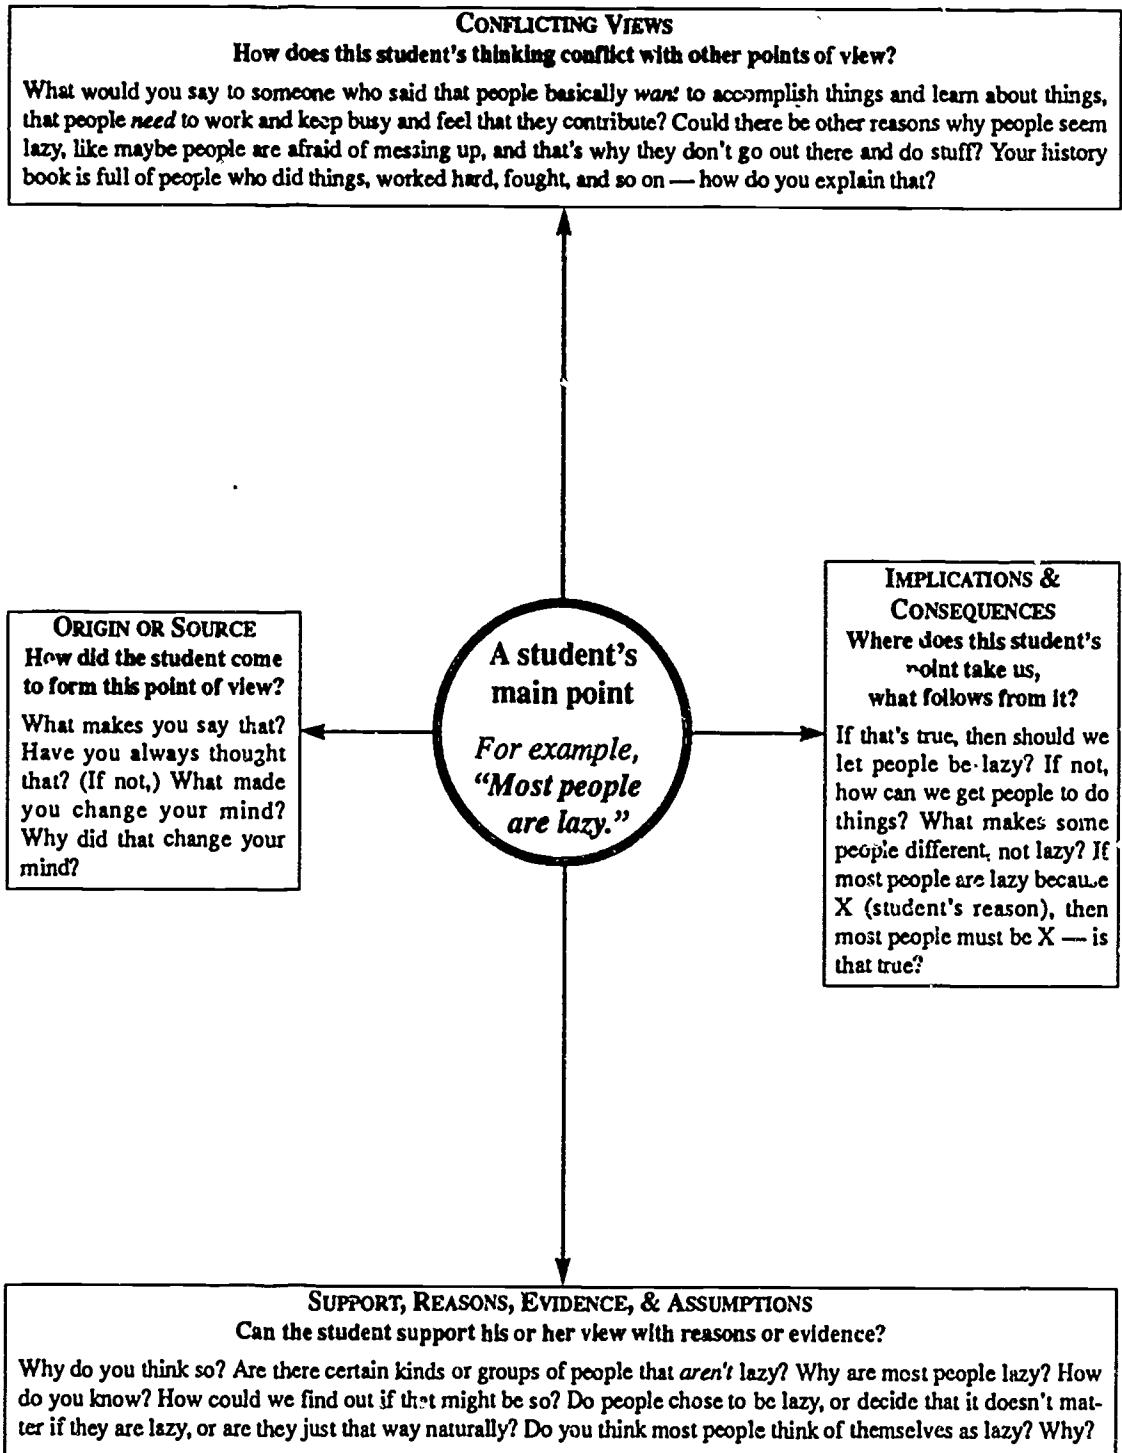 CONFLICTING VIEWS
How does this student's thinking conflict with other points of view?
What would you say to someone who said that people basically want to accomplish things and learn about things,
that people need to work and keep busy and feel that they contribute? Could there be other reasons why people seem
lazy, like maybe people are afraid of messing up, and that's why they don't go out there and do stuff? Your history
book is full of people who did things, worked hard, fought, and so on — how do you explain that?
ORIGIN OR SOURCE
How did the student come
to form this point of view?
What makes you say that?
Have you always thought
that? (If not,) What made
you change your mind?
Why did that change your
mind?
A student's
main point
For example,
“Most people
are lazy.”
IMPLICATIONS &
CONSEQUENCES
Where does this student's
point take us,
what follows from it?
If that's true, then should we
let people be lazy? If not,
how can we get people to do
things? What makes some
people different, not lazy? If
most people are lazy because
X (student's reason), then
most people must be X — is
that true?
SUPPORT, REASONS, EVIDENCE, & ASSUMPTIONS
Can the student support his or her view with reasons or evidence?
Why do you think so? Are there certain kinds or groups of people that aren't lazy? Why are most people lazy? How
do you know? How could we find out if that might be so? Do people chose to be lazy, or decide that it doesn't mat-
ter if they are lazy, or are they just that way naturally? Do you think most people think of themselves as lazy? Why?